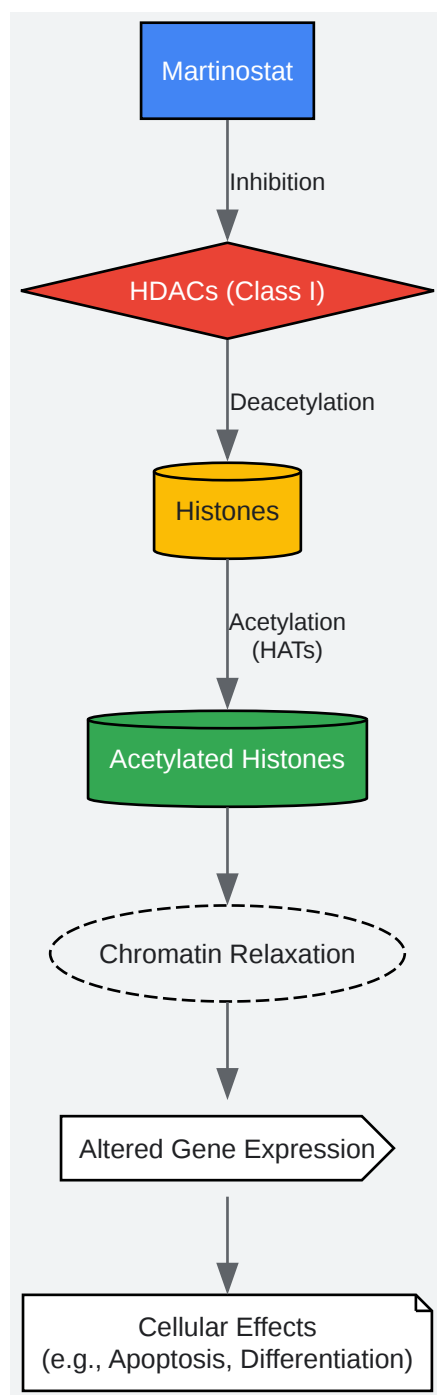 Martinostat
Inhibition
HDACs (Class I)
Deacetylation
Histones
Acetylation
(HATs)
Acetylated Histones
Chromatin Relaxation
Altered Gene Expression
Cellular Effects
(e.g., Apoptosis, Differentiation)